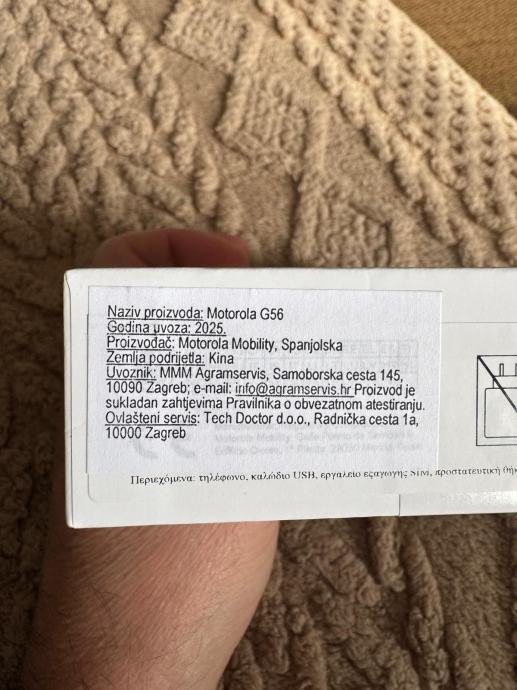 Naziv proizvoda: Motorola G56
Godina uvoza: 2025.
Proizvođač: Motorola Mobility, Spanjolska
Zemlja podrijetla: Kina
Uvoznik: MMM Agramservis, Samoborska cesta 145,
10090 Zagreb; e-mail: info@agramservis.hr Proizvod je
sukladan zahtjevima Pravilnika o obvezatnom atestiranju.
Ovlašteni servis: Tech Doctor d.o.o., Radnička cesta 1a,
10000 Zagreb
Περιεχόμενα: τηλέφωνο, καλώδιο USB, εργαλείο εξαγωγής SIM, προστατευτική θήκ